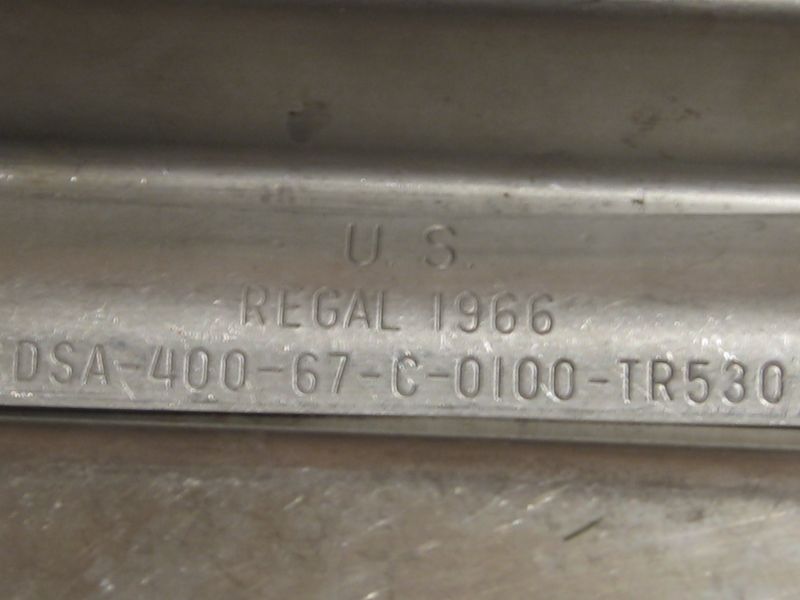 U. S.
REGAL 1966
DSA-400-67-C-0100-TR530